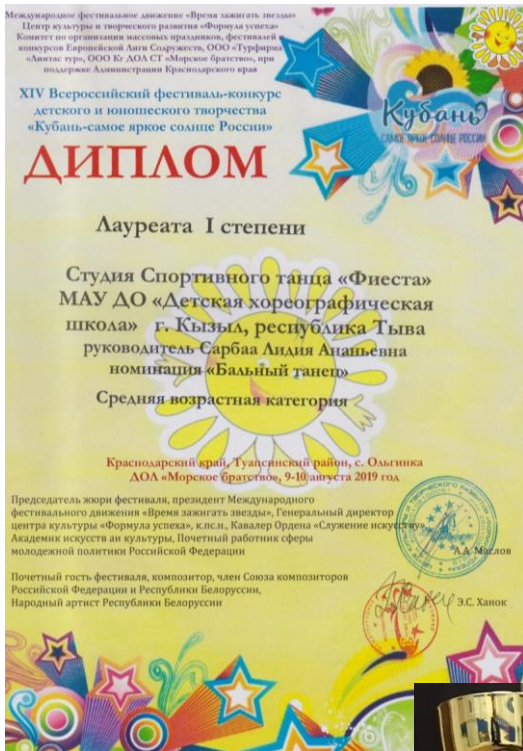 Международное фестивальное движение «Время зажигать звезды»
Центр культуры и творческого развития «Формула успеха»
Комитет по организации массовых праздников, фестивалей и
конкурсов Европейской Лиги Содружеств, ООО «Турфирма
«Линтас тур», ООО Кг ДОЛ СТ «Морское братство», при
поддержке Администрации Краснодарского края
XIV Всероссийский фестиваль-конкурс
детского и юношеского творчества
«Кубань-самое яркое солнце России»
Кубань
САМОЕ ЯРКОЕ СОЛНЦЕ РОССИИ
ДИПЛОМ
Лауреата I степени
Студия Спортивного танца «Фиеста»
МАУ ДО «Детская хореографическая
школа» г. Кызыл, республика Тыва
руководитель Сарбаа Лидия Ананьевна
номинация «Бальный танец»
Средняя возрастная категория
Краснодарский край, Туапсинский район, с. Ольгинка
ДОЛ «Морское братство», 9-10 августа 2019 год
Председатель жюри фестиваля, президент Международного
фестивального движения «Время зажигать звезды», Генеральный директор
центра культуры «Формула успеха», к.п.н., Кавалер Ордена «Служение искусству»,
Академик искусств аи культуры, Почетный работник сферы
молодежной политики Российской Федерации
А.Д. Маслов
Почетный гость фестиваля, композитор, член Союза композиторов
Российской Федерации и Республики Белоруссии,
Народный артист Республики Белоруссии
Э.С. Ханок